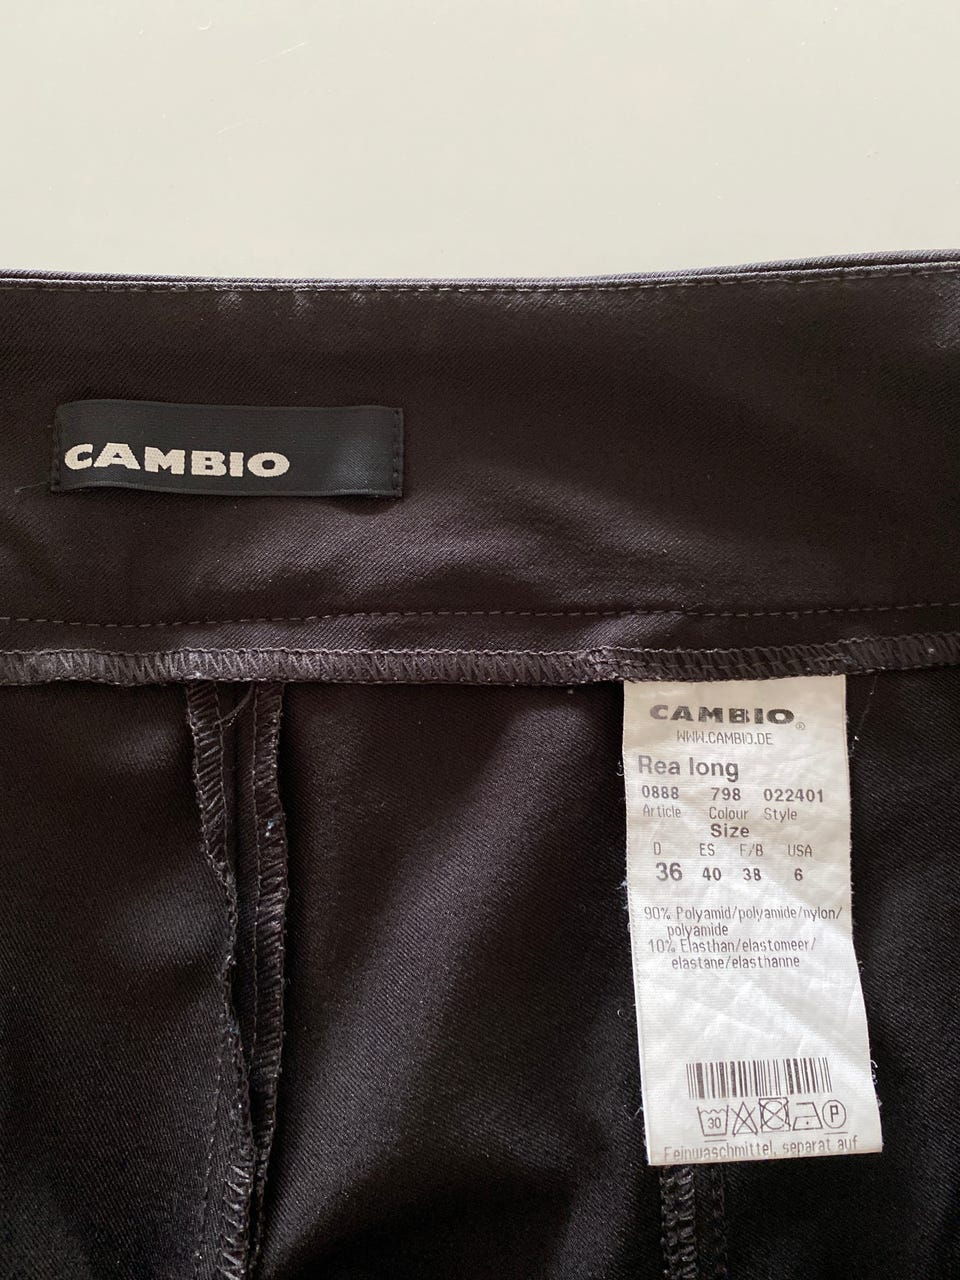 CAMBIO
CAMBIO®
WWW.CAMBIO.DE
Rea long
0888 798 022401
Article Colour Style
Size
D ES F/B USA
36 40 38 6
90% Polyamid/polyamide/nylon/
polyamide
10% Elasthan/elastomeer/
elastane/elasthanne
30 P
Feinwaschmittel, separat auf